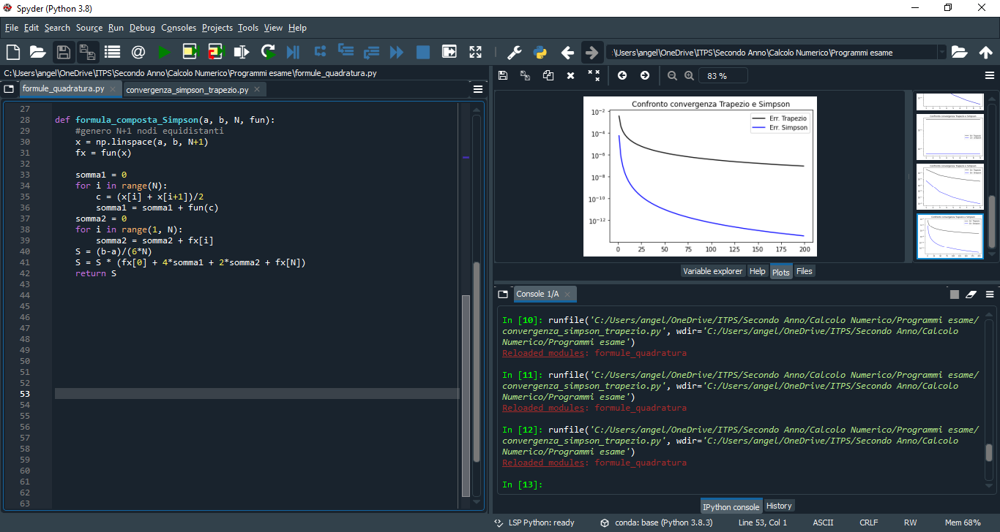 Spyder (Python 3.8)
File Edit Search Source Run Debug Consoles Projects Tools View Help
:\Users\angel\OneDrive\ITPS\Secondo Anno\Calcolo Numerico\Programmi esame
C:\Users\angel\OneDrive\ITPS\Secondo Anno\Calcolo Numerico\Programmi esame\formule_quadratura.py
formule_quadratura.py convergenza_simpson_trapezio.py
27
28 def formula_composta_Simpson(a, b, N, fun):
29 #genero N+1 nodi equidistanti
30 x = np.linspace(a, b, N+1)
31 fx = fun(x)
32
33 somma1 = 0
34 for i in range(N):
35 c = (x[i] + x[i+1])/2
36 somma1 = somma1 + fun(c)
37 somma2 = 0
38 for i in range(1, N):
39 somma2 = somma2 + fx[i]
40 S = (b-a)/(6*N)
41 S = S * (fx[0] + 4*somma1 + 2*somma2 + fx[N])
42 return S
43
44
45
46
47
48
49
50
51
52
53
54
55
56
57
58
59
60
61
62
63
83 %
Confronto convergenza Trapezio e Simpson
Err. Trapezio
Err. Simpson
10⁻²
10⁻⁴
10⁻⁶
10⁻⁸
10⁻¹⁰
10⁻¹²
0 25 50 75 100 125 150 175 200
Variable explorer Help Plots Files
Console 1/A
In [10]: runfile('C:/Users/angel/OneDrive/ITPS/Secondo Anno/Calcolo Numerico/Programmi esame/
convergenza_simpson_trapezio.py', wdir='C:/Users/angel/OneDrive/ITPS/Secondo Anno/Calcolo
Numerico/Programmi esame')
Reloaded modules: formule_quadratura
In [11]: runfile('C:/Users/angel/OneDrive/ITPS/Secondo Anno/Calcolo Numerico/Programmi esame/
convergenza_simpson_trapezio.py', wdir='C:/Users/angel/OneDrive/ITPS/Secondo Anno/Calcolo
Numerico/Programmi esame')
Reloaded modules: formule_quadratura
In [12]: runfile('C:/Users/angel/OneDrive/ITPS/Secondo Anno/Calcolo Numerico/Programmi esame/
convergenza_simpson_trapezio.py', wdir='C:/Users/angel/OneDrive/ITPS/Secondo Anno/Calcolo
Numerico/Programmi esame')
Reloaded modules: formule_quadratura
In [13]:
IPython console History
LSP Python: ready conda: base (Python 3.8.3) Line 53, Col 1 ASCII CRLF RW Mem 68%